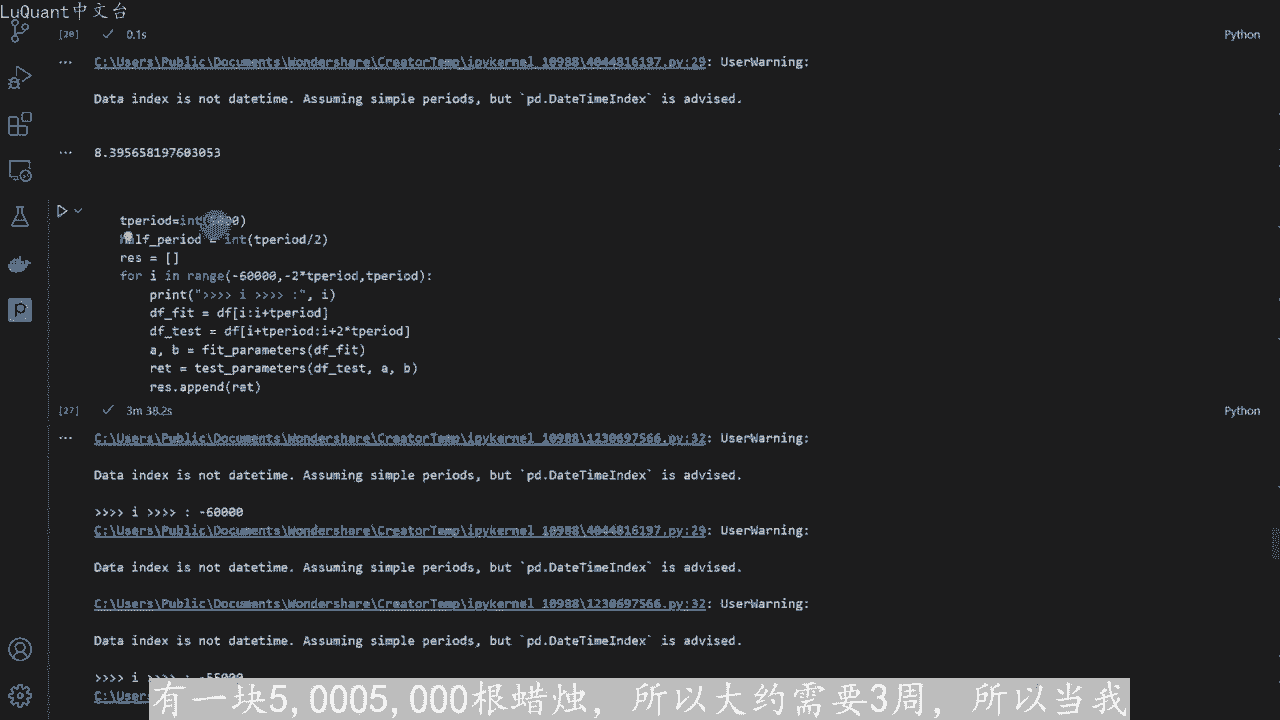 LuQuant中文台
[20] ✓ 0.1s Python
... C:\Users\Public\Documents\Wondershare\CreatorTemp\ipykernel_10988\4044816197.py:29: UserWarning:
Data index is not datetime. Assuming simple periods, but `pd.DateTimeIndex` is advised.
... 8.395658197603053
tperiod=int(
half_period = int(tperiod/2)
res = []
for i in range(-60000,-2*tperiod,tperiod):
print(">>>> i >>>> :", i)
df_fit = df[i:i+tperiod]
df_test = df[i+tperiod:i+2*tperiod]
a, b = fit_parameters(df_fit)
ret = test_parameters(df_test, a, b)
res.append(ret)
[27] ✓ 3m 38.2s Python
... C:\Users\Public\Documents\Wondershare\CreatorTemp\ipykernel_10988\1230697566.py:32: UserWarning:
Data index is not datetime. Assuming simple periods, but `pd.DateTimeIndex` is advised.
>>>> i >>>> : -60000
C:\Users\Public\Documents\Wondershare\CreatorTemp\ipykernel_10988\4044816197.py:29: UserWarning:
Data index is not datetime. Assuming simple periods, but `pd.DateTimeIndex` is advised.
C:\Users\Public\Documents\Wondershare\CreatorTemp\ipykernel_10988\1230697566.py:32: UserWarning:
Data index is not datetime. Assuming simple periods, but `pd.DateTimeIndex` is advised.
>>>> i >>>> : -55000
C:\Us
有一块5,0005,000根蜡烛，所以大约需要3周，所以当我